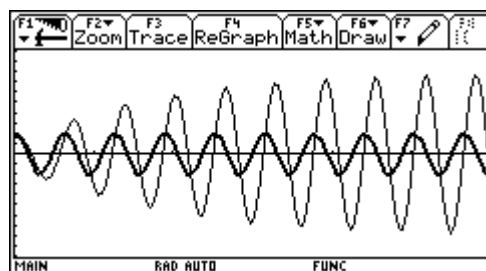 F1 F2 F3 F4 F5 F6 F7
Zoom Trace ReGraph Math Draw
MAIN RAD AUTO FUNC